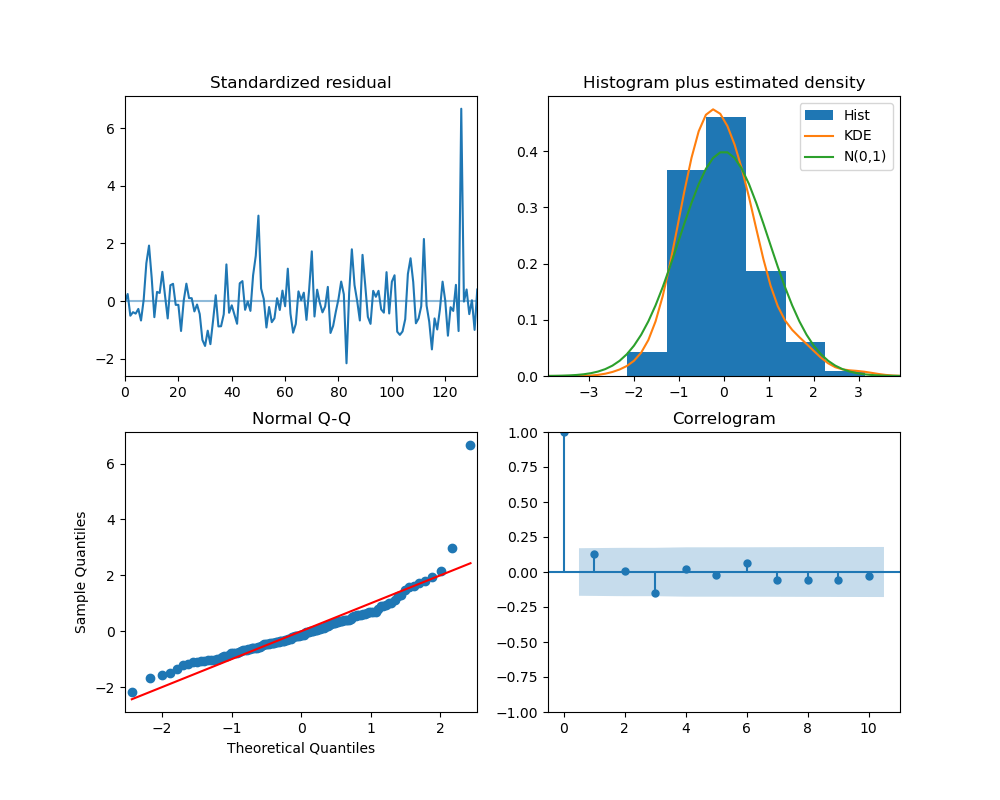 Standardized residual
6
4
2
0
−2
0 20 40 60 80 100 120
Histogram plus estimated density
Hist
KDE
N(0,1)
0.4
0.3
0.2
0.1
0.0
−3 −2 −1 0 1 2 3
Normal Q-Q
Sample Quantiles
6
4
2
0
−2
−2 −1 0 1 2
Theoretical Quantiles
Correlogram
1.00
0.75
0.50
0.25
0.00
−0.25
−0.50
−0.75
−1.00
0 2 4 6 8 10